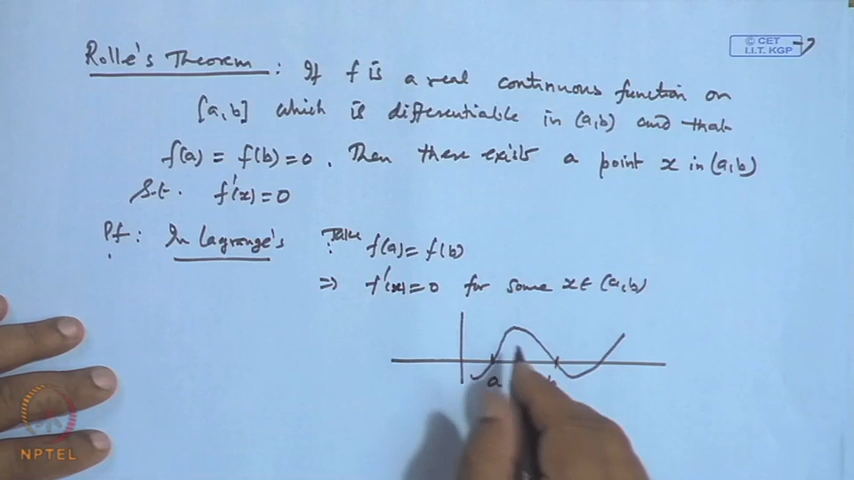 © CET
I.I.T. KGP
Rolle's Theorem : If f is a real continuous function on
[a,b] which is differentiable in (a,b) and that
f(a) = f(b) = 0 . Then there exists a point x in (a,b)
S.t. f'(x) = 0
Pf : In Lagrange's Take f(a) = f(b)
⇒ f'(x) = 0 for some x ∈ (a,b)
a b
NPTEL